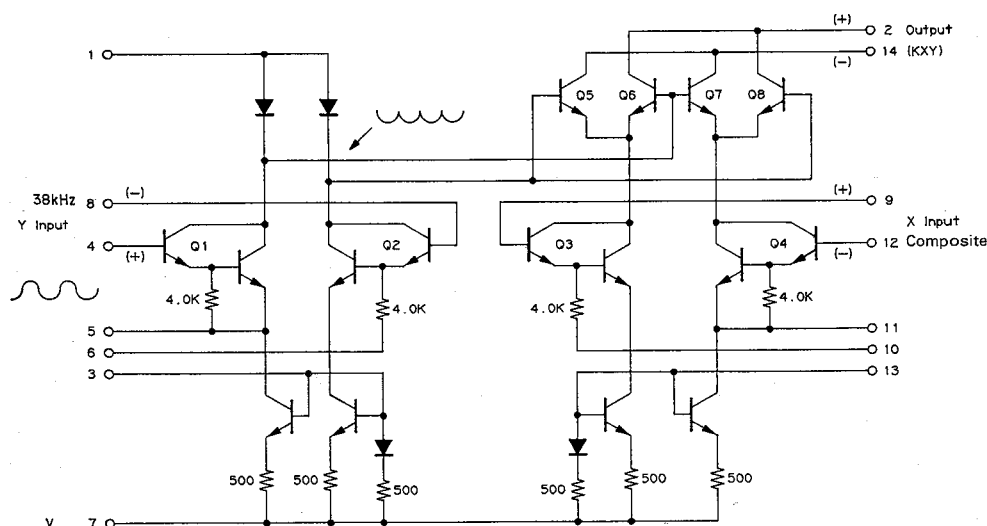 (+)
2 Output
1
14 (KXY)
(-)
Q5 Q6 Q7 Q8
38kHz (-)
8
(+)
9
Y Input
X Input
4 Q1 Q2 Q3 Q4 12 Composite
(+) (-)
4.0K 4.0K 4.0K 4.0K
5 11
6 10
3 13
500 500 500 500 500 500
V 7